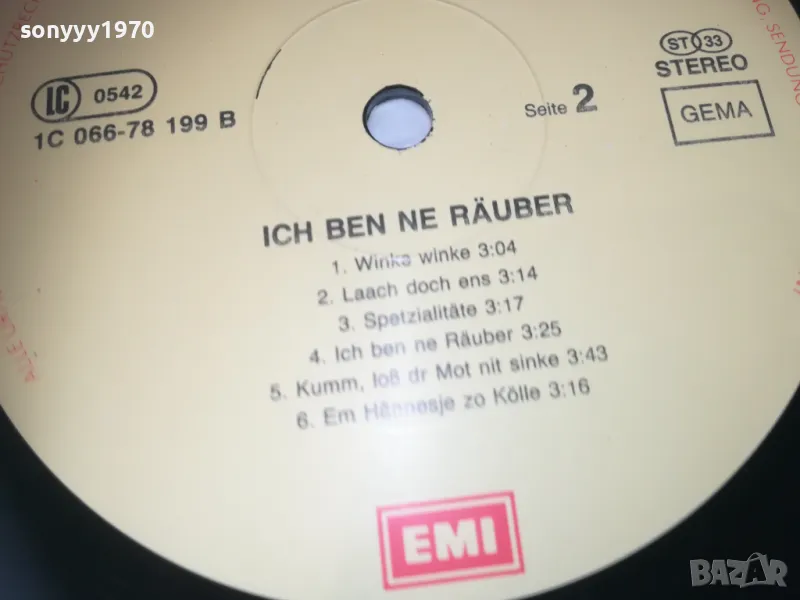 sonyyy1970
LC 0542
1C 066-78 199 B
Seite 2
ST 33
STEREO
GEMA
ICH BEN NE RÄUBER
1. Winke winke 3:04
2. Laach doch ens 3:14
3. Spetzialitäte 3:17
4. Ich ben ne Räuber 3:25
5. Kumm, loß dr Mot nit sinke 3:43
6. Em Hännesje zo Kölle 3:16
EMI
SENDUNG
BAZAR